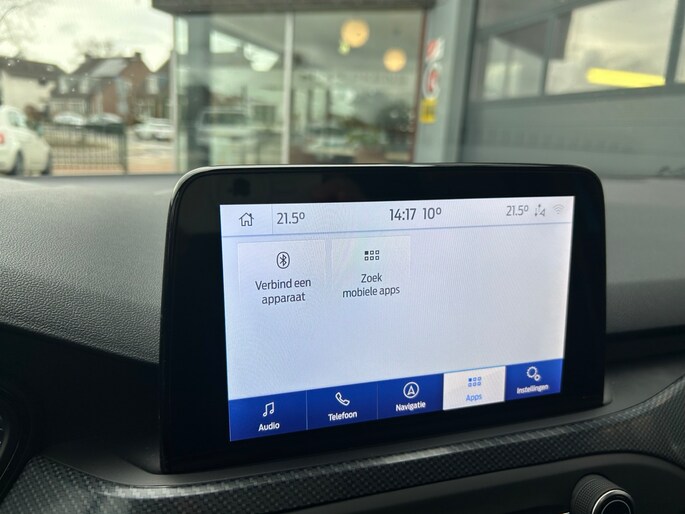 21.5° 14:17 10° 21.5°
Verbind een
apparaat
Zoek
mobiele apps
Audio
Telefoon
Navigatie
Apps
Instellingen